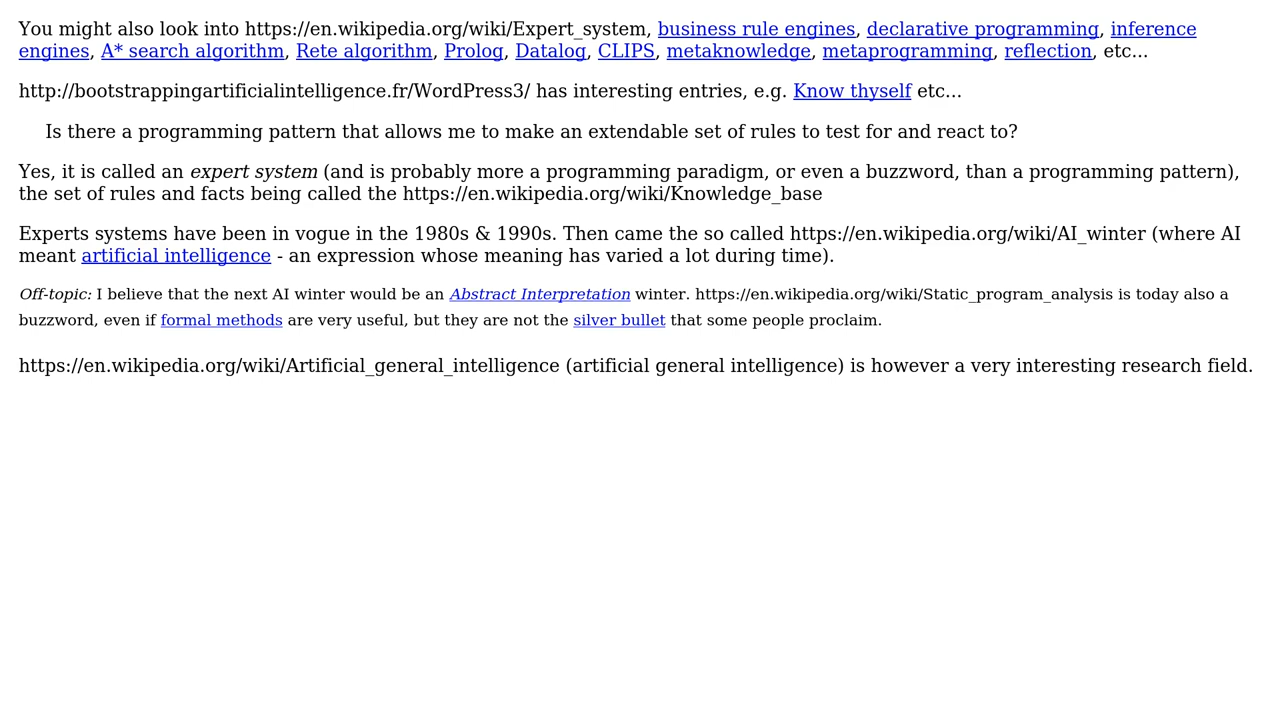 You might also look into https://en.wikipedia.org/wiki/Expert_system, business rule engines, declarative programming, inference
engines, A* search algorithm, Rete algorithm, Prolog, Datalog, CLIPS, metaknowledge, metaprogramming, reflection, etc...
http://bootstrappingartificialintelligence.fr/WordPress3/ has interesting entries, e.g. Know thyself etc...
Is there a programming pattern that allows me to make an extendable set of rules to test for and react to?
Yes, it is called an expert system (and is probably more a programming paradigm, or even a buzzword, than a programming pattern),
the set of rules and facts being called the https://en.wikipedia.org/wiki/Knowledge_base
Experts systems have been in vogue in the 1980s & 1990s. Then came the so called https://en.wikipedia.org/wiki/AI_winter (where AI
meant artificial intelligence - an expression whose meaning has varied a lot during time).
Off-topic: I believe that the next AI winter would be an Abstract Interpretation winter. https://en.wikipedia.org/wiki/Static_program_analysis is today also a
buzzword, even if formal methods are very useful, but they are not the silver bullet that some people proclaim.
https://en.wikipedia.org/wiki/Artificial_general_intelligence (artificial general intelligence) is however a very interesting research field.